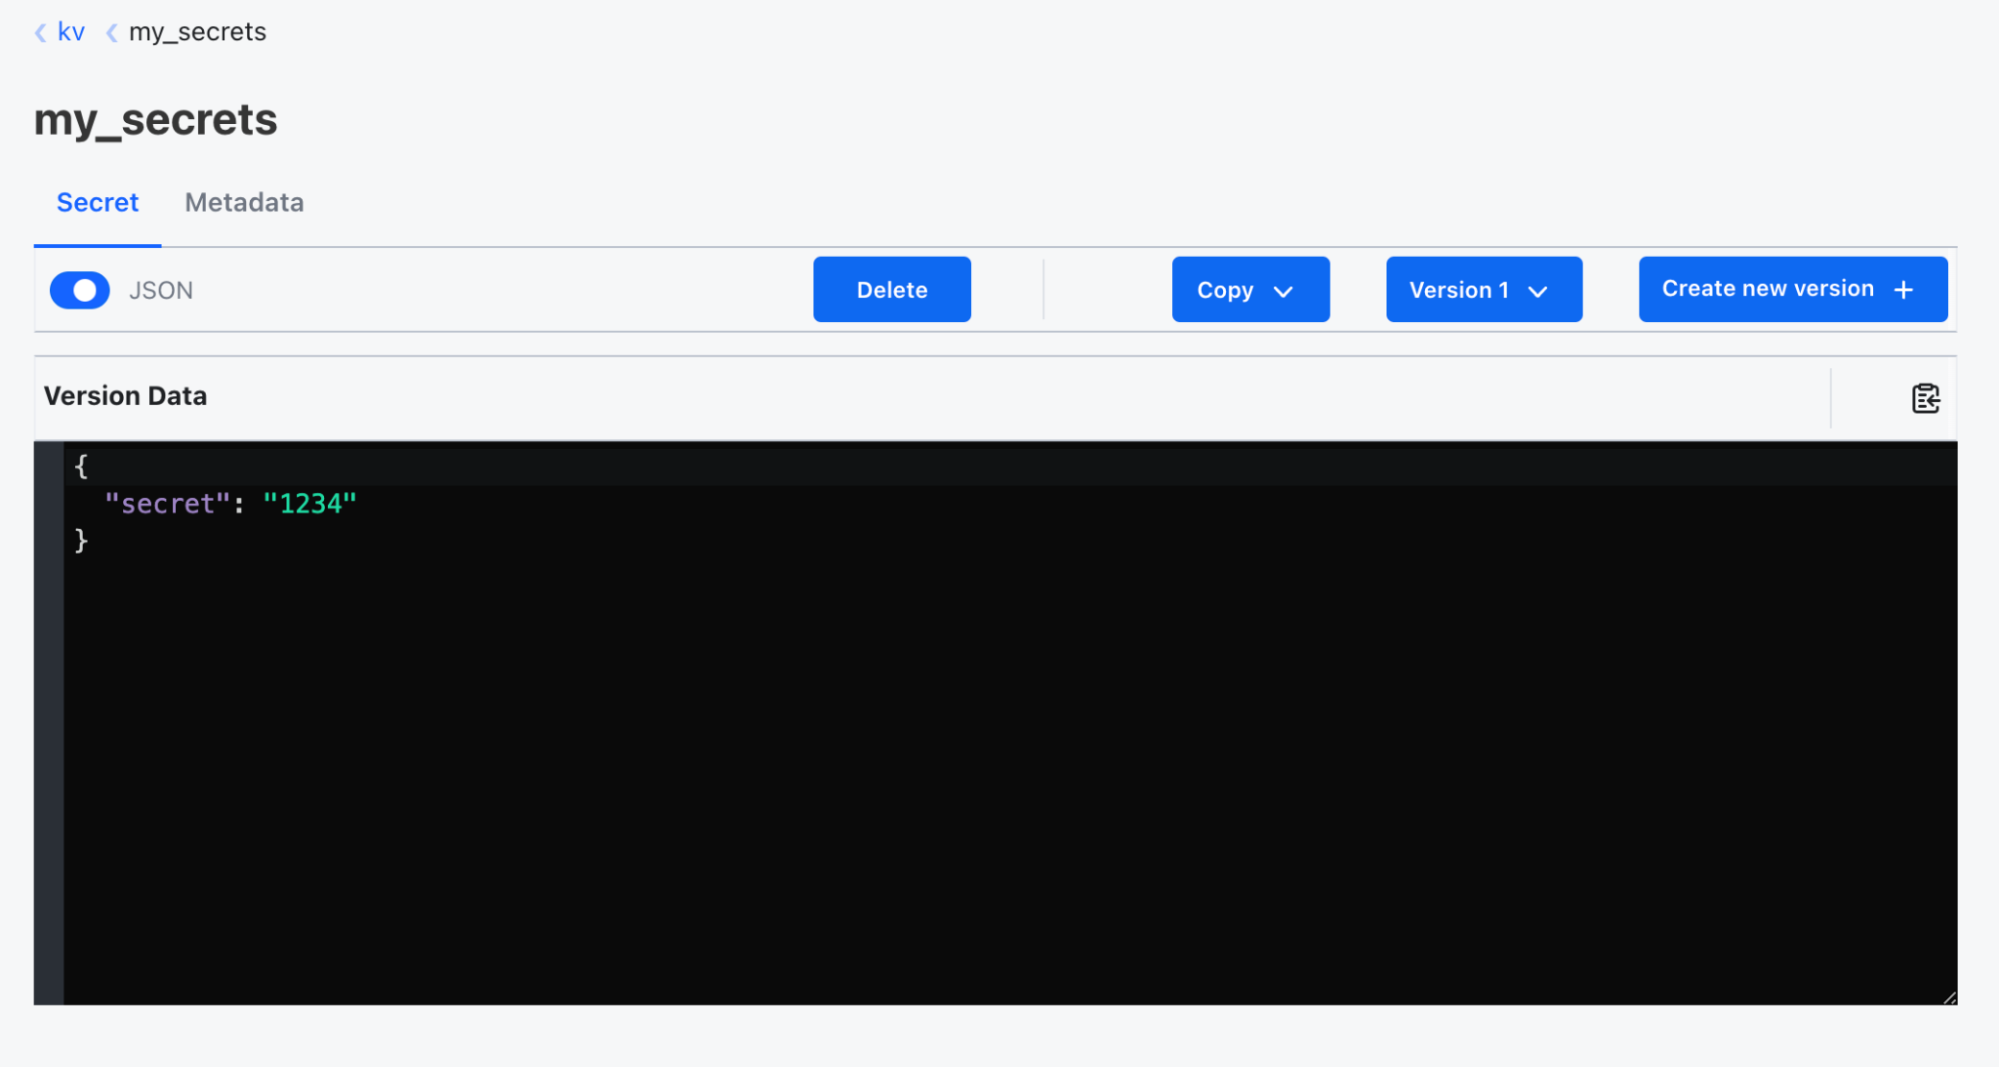 kv my_secrets
my_secrets
Secret Metadata
JSON Delete Copy Version 1 Create new version +
Version Data
{
"secret": "1234"
}